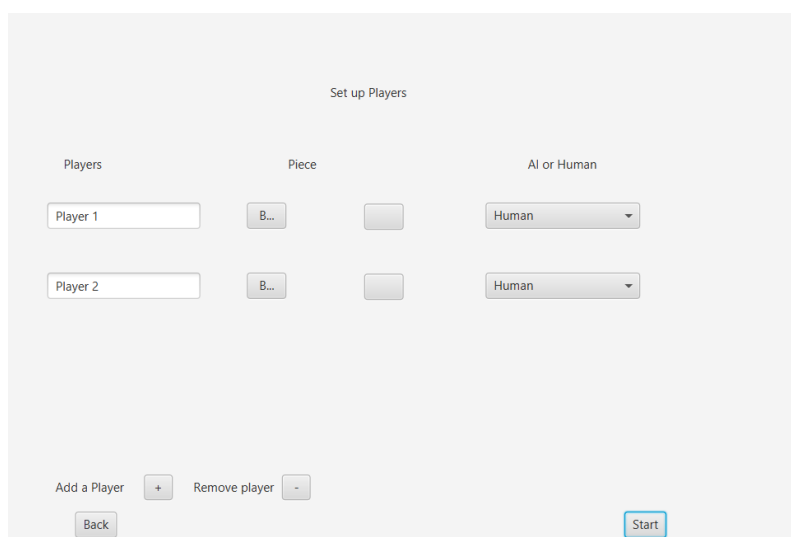 Set up Players
Players Piece AI or Human
Player 1 B... Human
Player 2 B... Human
Add a Player + Remove player -
Back Start